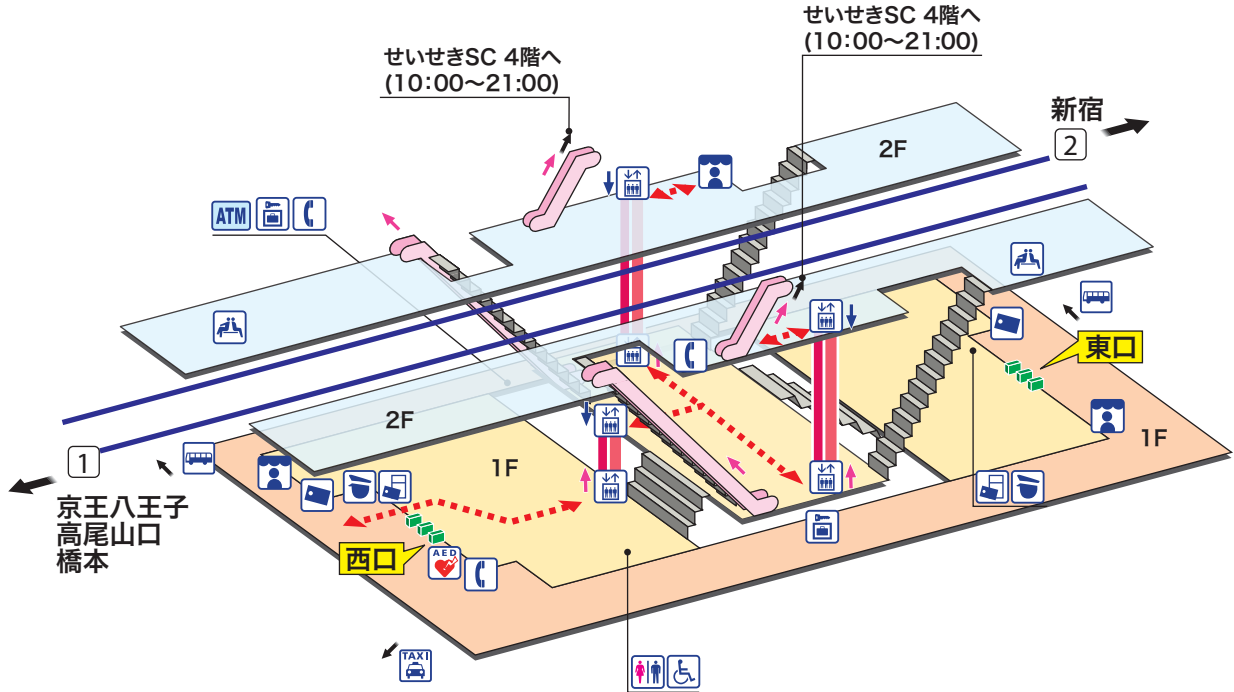 せいせきSC 4階へ
(10:00〜21:00)
せいせきSC 4階へ
(10:00〜21:00)
新宿
2
2F
ATM
東口
2F
1F
1F
1
京王八王子
高尾山口
橋本
西口
AED
TAXI